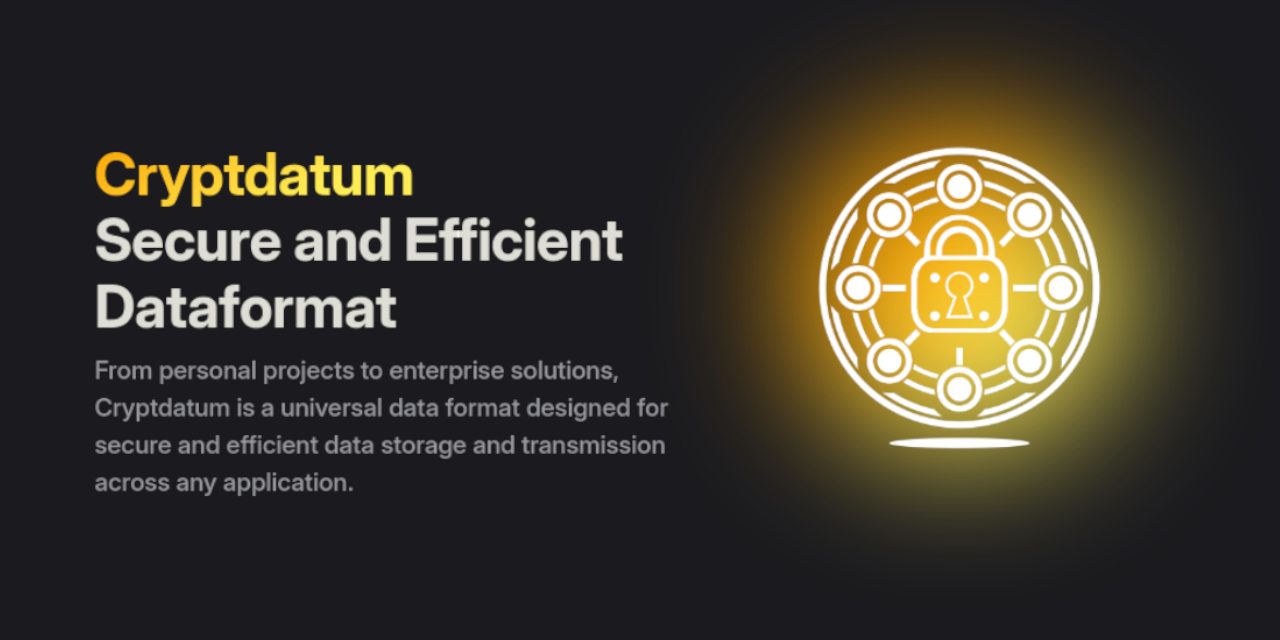 Cryptdatum
Secure and Efficient
Dataformat
From personal projects to enterprise solutions,
Cryptdatum is a universal data format designed for
secure and efficient data storage and transmission
across any application.